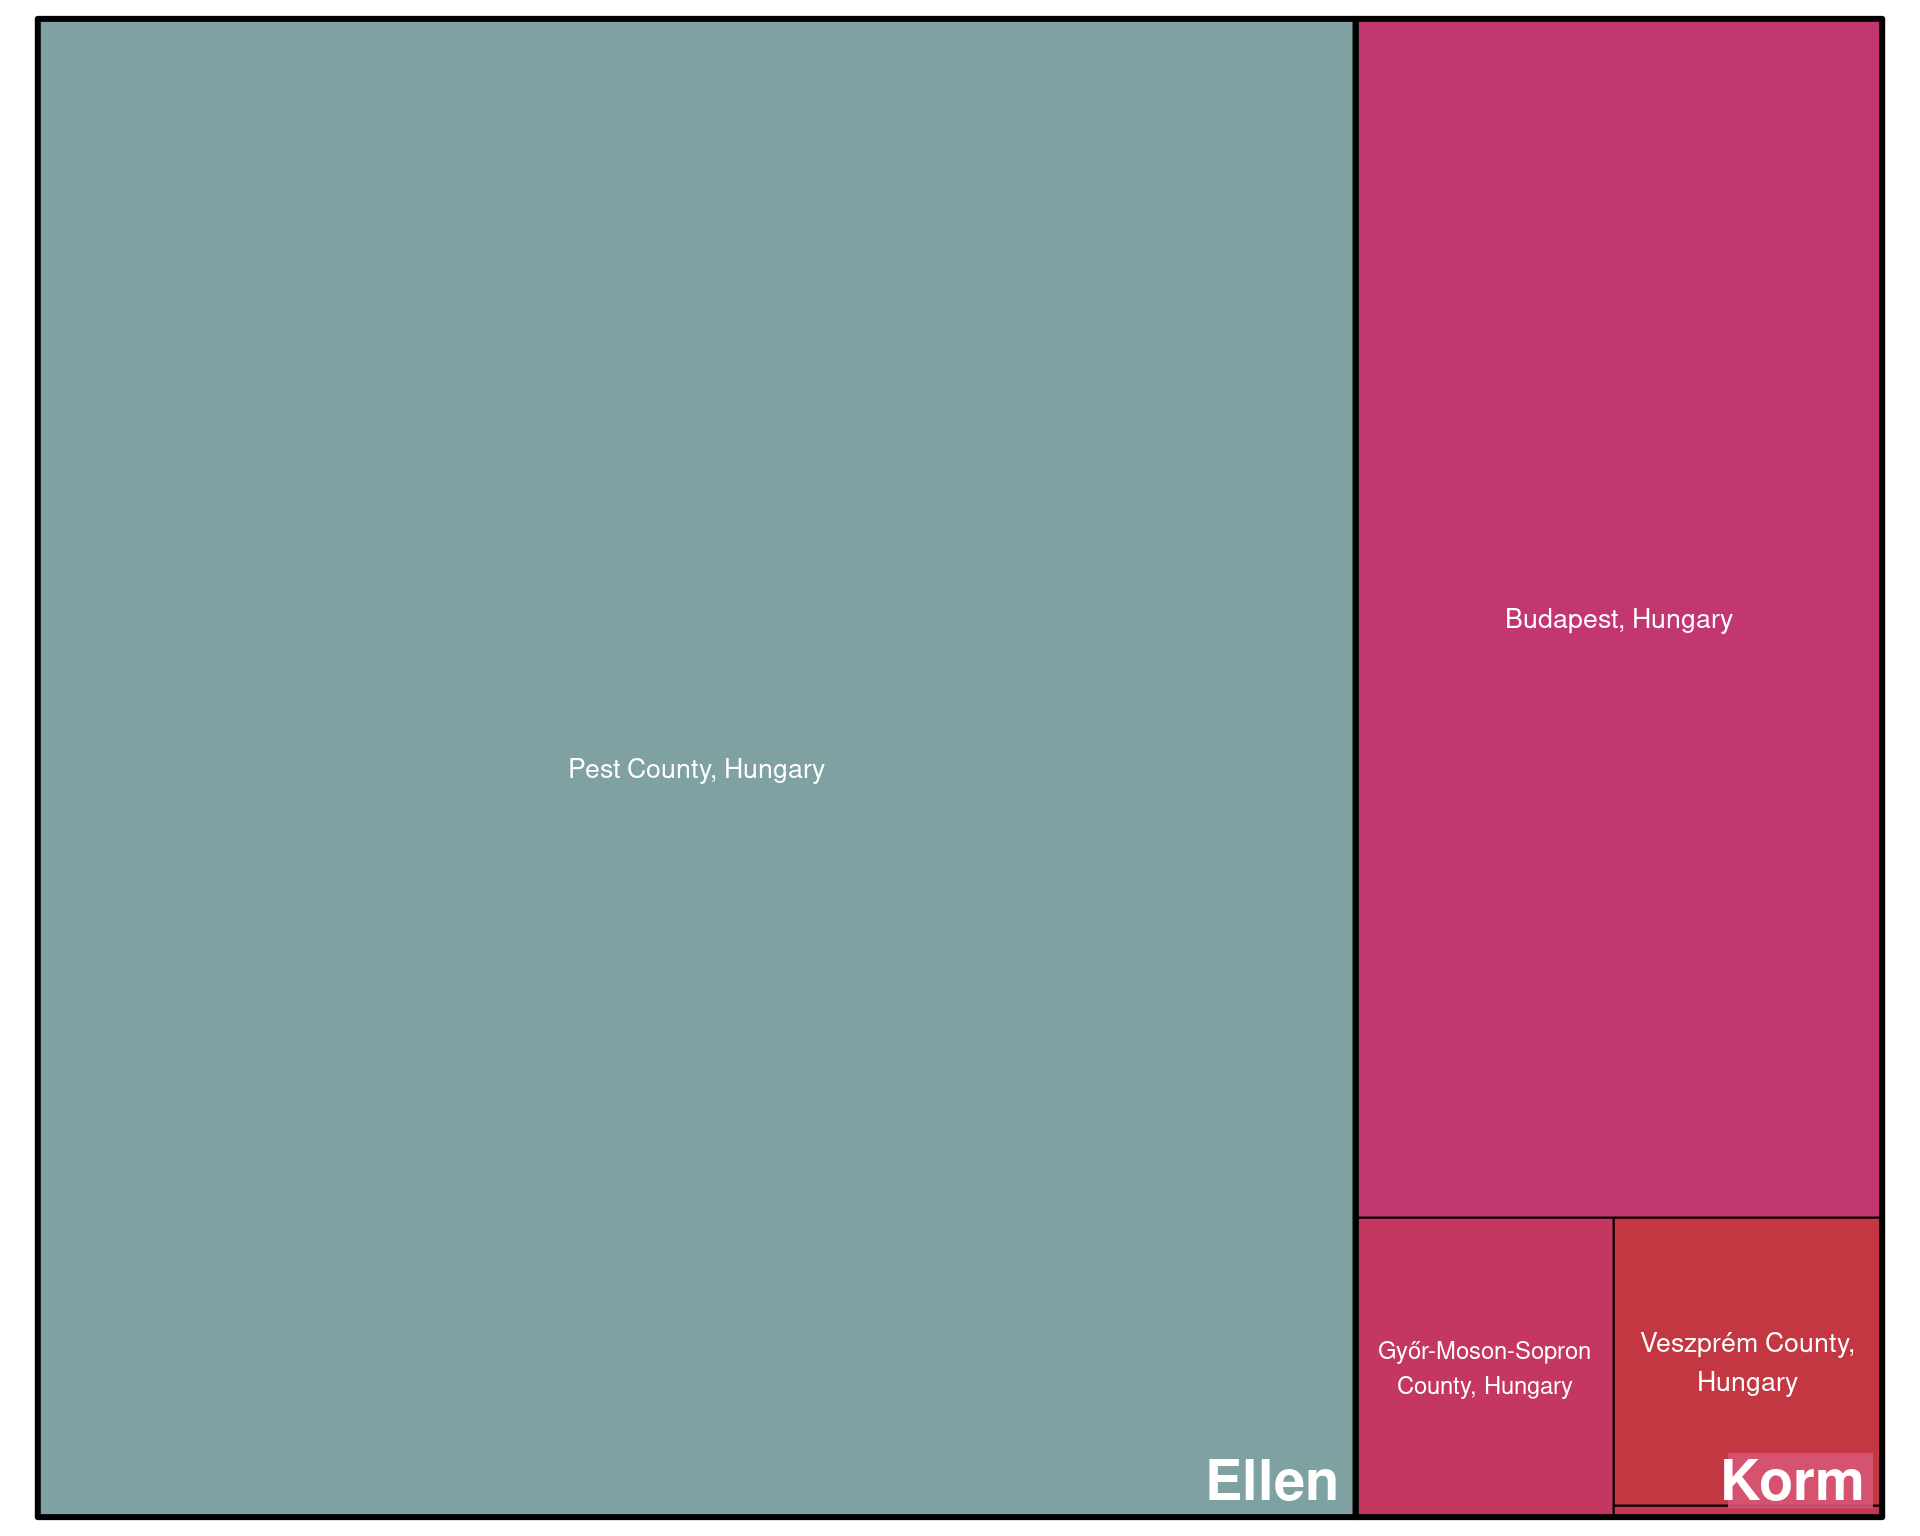 Pest County, Hungary
Ellen
Budapest, Hungary
Győr-Moson-Sopron
County, Hungary
Veszprém County,
Hungary
Korm